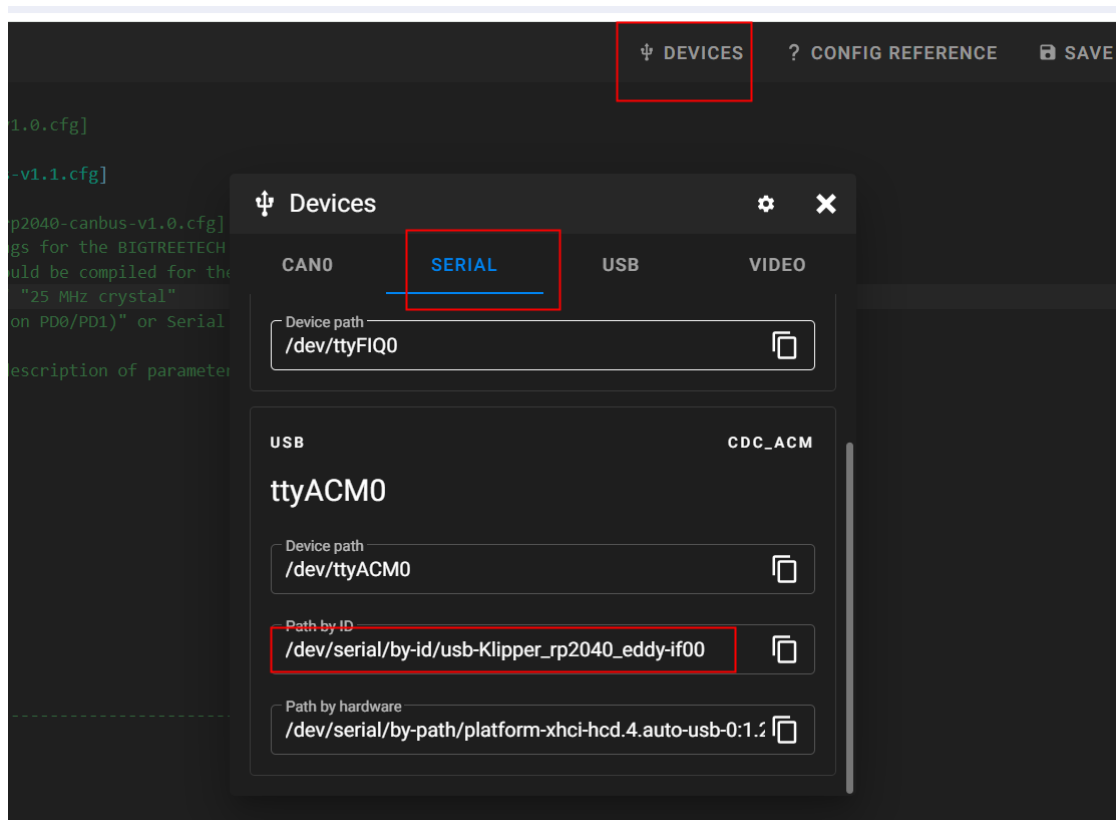 DEVICES ? CONFIG REFERENCE SAVE
1.0.cfg]
-v1.1.cfg]
Devices
rp2040-canbus-v1.0.cfg]
gs for the BIGTREETECH
uld be compiled for the
CAN0 SERIAL USB VIDEO
"25 MHz crystal"
on PD0/PD1)" or Serial
Device path
/dev/ttyFIQ0
escription of parameter
USB CDC_ACM
ttyACM0
Device path
/dev/ttyACM0
Path by ID
/dev/serial/by-id/usb-Klipper_rp2040_eddy-if00
Path by hardware
/dev/serial/by-path/platform-xhci-hcd.4.auto-usb-0:1.2
--------------------------